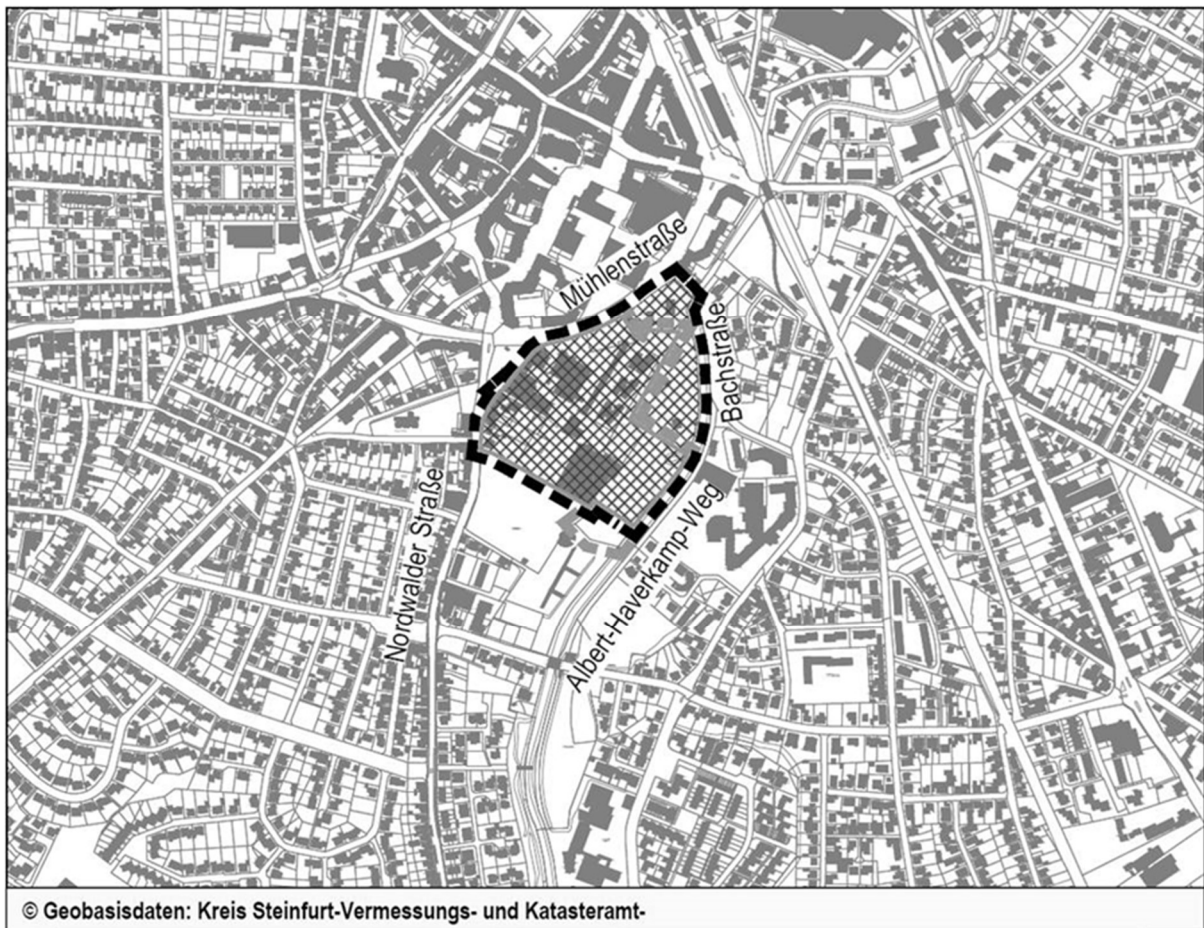 Mühlenstraße
Bachstraße
Nordwalder Straße
Albert-Haverkamp-Weg
© Geobasisdaten: Kreis Steinfurt-Vermessungs- und Katasteramt-